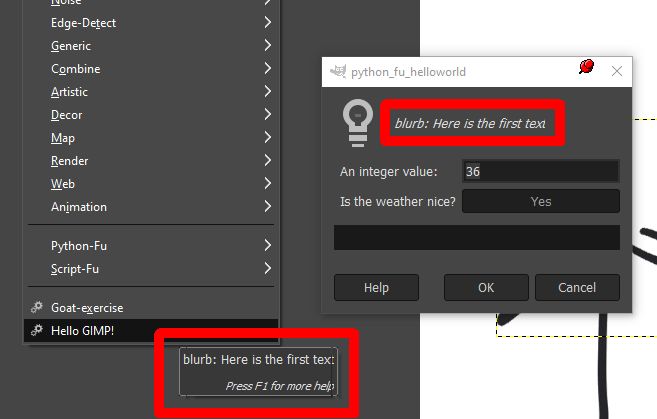 Noise
Edge-Detect
Generic
Combine
Artistic
Decor
Map
Render
Web
Animation
Python-Fu
Script-Fu
Goat-exercise
Hello GIMP!
blurb: Here is the first text
Press F1 for more help
python_fu_helloworld
blurb: Here is the first text
An integer value:
36
Is the weather nice?
Yes
Help
OK
Cancel